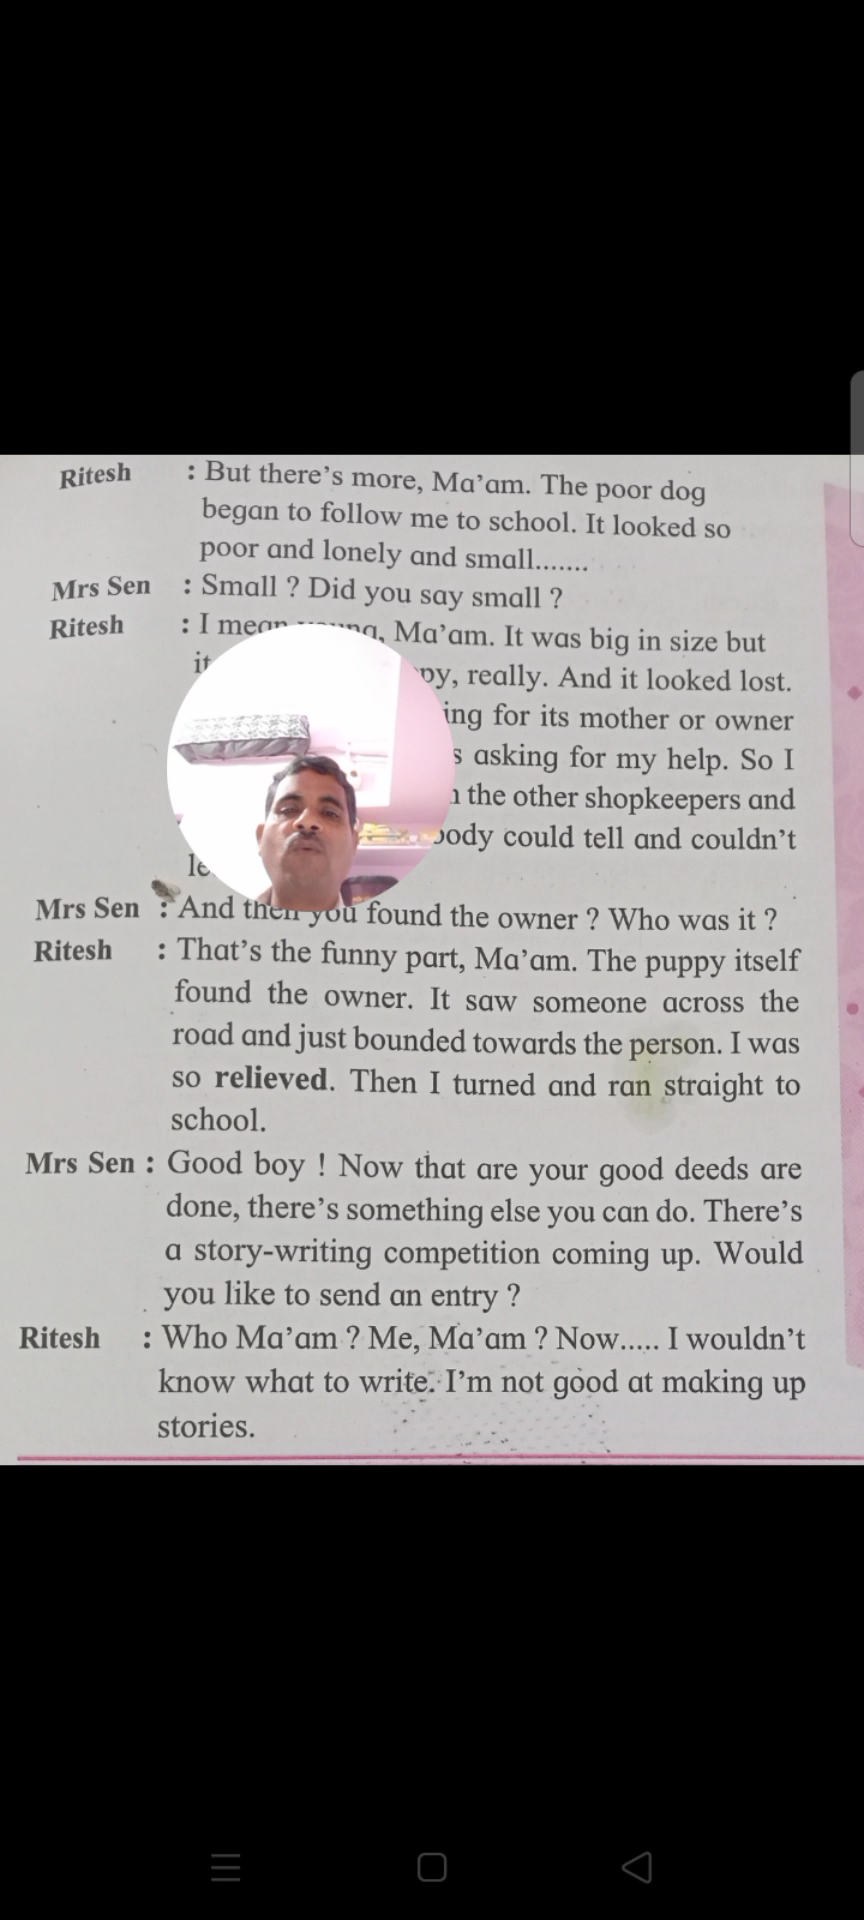 Ritesh : But there's more, Ma'am. The poor dog
began to follow me to school. It looked so
poor and lonely and small.......
Mrs Sen : Small ? Did you say small ?
Ritesh : I mean young, Ma'am. It was big in size but
it really. And it looked lost.
for its mother or owner
asking for my help. So I
the other shopkeepers and
could tell and couldn't
Mrs Sen : And then you found the owner ? Who was it ?
Ritesh : That's the funny part, Ma'am. The puppy itself
found the owner. It saw someone across the
road and just bounded towards the person. I was
so relieved. Then I turned and ran straight to
school.
Mrs Sen : Good boy ! Now that are your good deeds are
done, there's something else you can do. There's
a story-writing competition coming up. Would
you like to send an entry ?
Ritesh : Who Ma'am ? Me, Ma'am ? Now..... I wouldn't
know what to write. I'm not good at making up
stories.